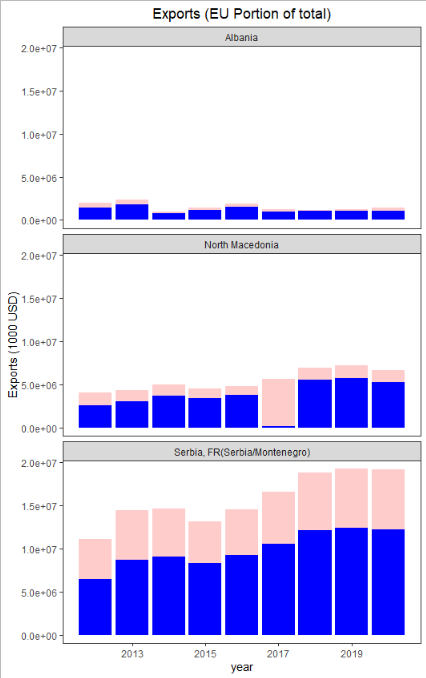 Exports (EU Portion of total)
Albania
2.0e+07
1.5e+07
1.0e+07
5.0e+06
0.0e+00
North Macedonia
2.0e+07
1.5e+07
1.0e+07
5.0e+06
0.0e+00
Exports (1000 USD)
Serbia, FR(Serbia/Montenegro)
2.0e+07
1.5e+07
1.0e+07
5.0e+06
0.0e+00
2013 2015 2017 2019
year